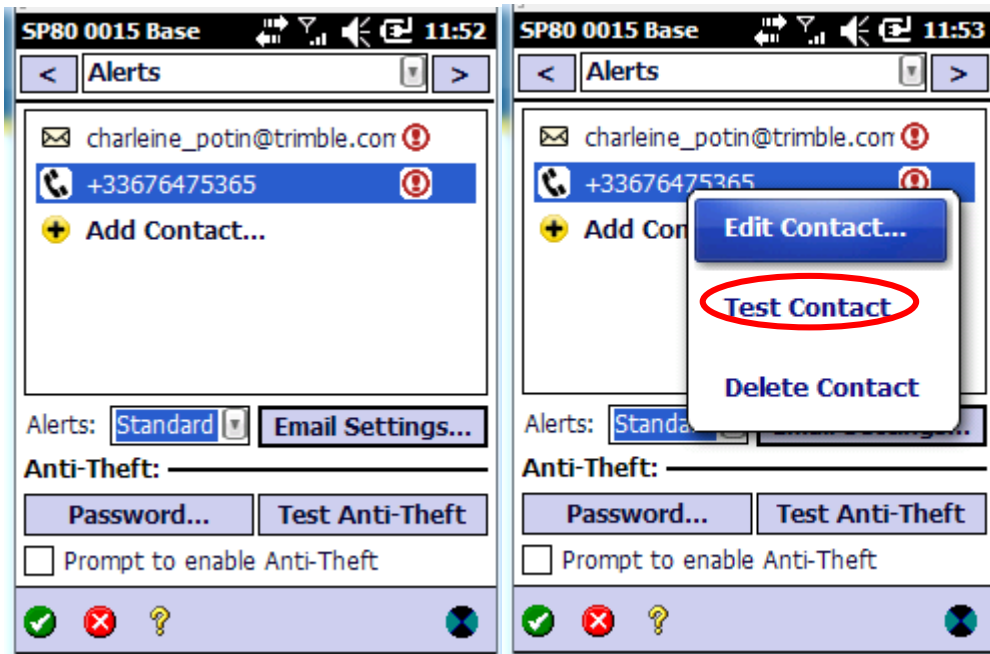 SP80 0015 Base 11:52
< Alerts >
charleine_potin@trimble.com
+33676475365
Add Contact...
Alerts: Standard Email Settings...
Anti-Theft:
Password... Test Anti-Theft
Prompt to enable Anti-Theft
SP80 0015 Base 11:53
< Alerts >
charleine_potin@trimble.com
+33676475365
Add Con
Edit Contact...
Test Contact
Delete Contact
Alerts: Standa
Anti-Theft:
Password... Test Anti-Theft
Prompt to enable Anti-Theft